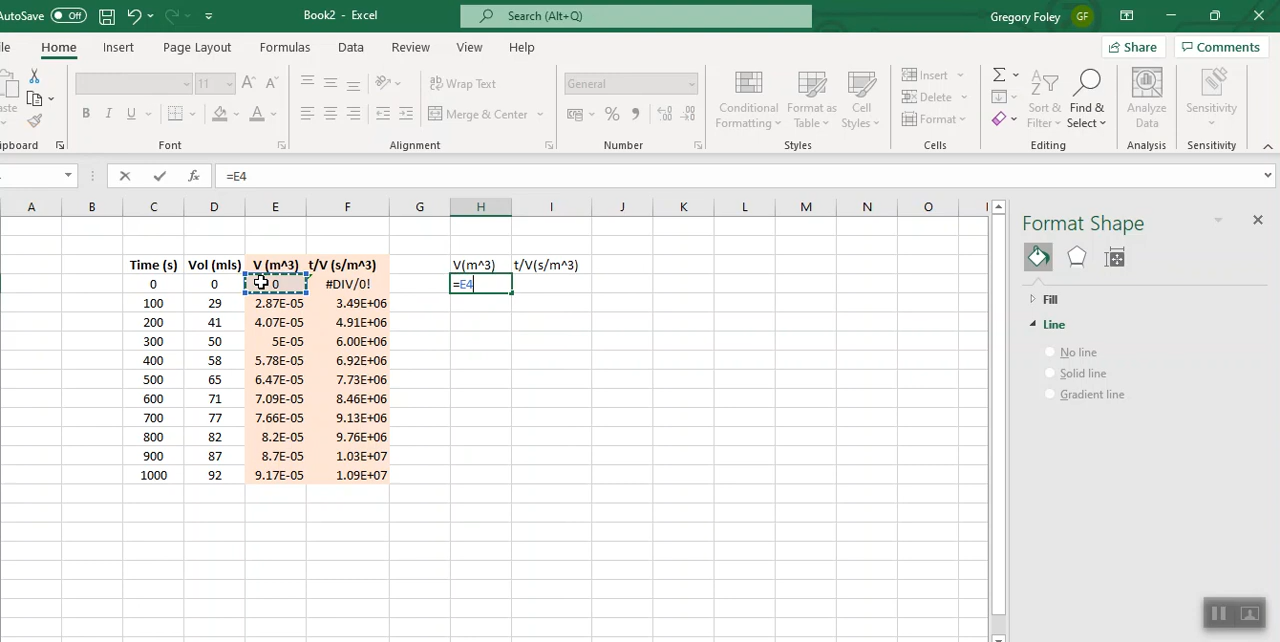 AutoSave Off Book2 - Excel Search (Alt+Q) Gregory Foley GF
le Home Insert Page Layout Formulas Data Review View Help Share Comments
11 A^ A Wrap Text General Insert Conditional Format as Cell Sort & Find & Analyze Sensitivity
aste B I U A Merge & Center % Formatting Table Styles Delete Format Filter Select Data
ipboard Font Alignment Number Styles Cells Editing Analysis Sensitivity
fx =E4
A B C D E F G H I J K L M N O
Time (s) Vol (mls) V (m^3) t/V (s/m^3) V(m^3) t/V(s/m^3)
0 0 0 #DIV/0! =E4
100 29 2.87E-05 3.49E+06
200 41 4.07E-05 4.91E+06
300 50 5E-05 6.00E+06
400 58 5.78E-05 6.92E+06
500 65 6.47E-05 7.73E+06
600 71 7.09E-05 8.46E+06
700 77 7.66E-05 9.13E+06
800 82 8.2E-05 9.76E+06
900 87 8.7E-05 1.03E+07
1000 92 9.17E-05 1.09E+07
Format Shape
Fill
Line
No line
Solid line
Gradient line